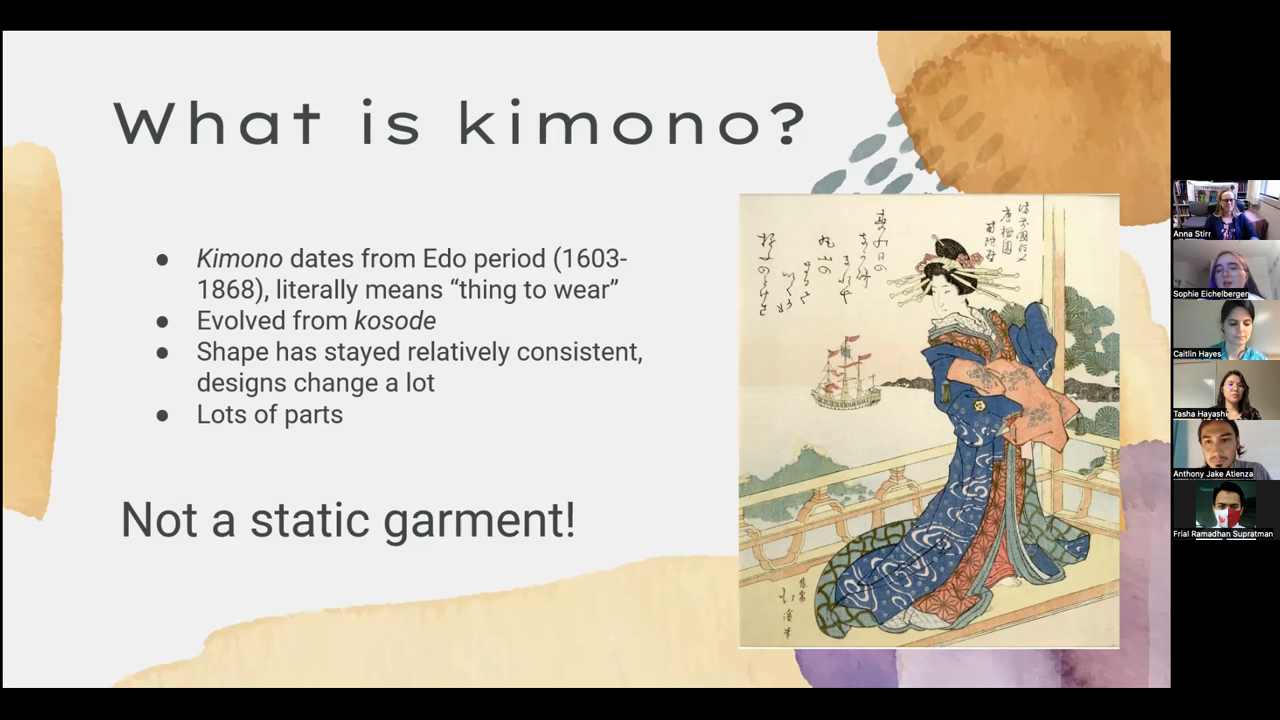 What is kimono?
● Kimono dates from Edo period (1603-
1868), literally means “thing to wear”
● Evolved from kosode
● Shape has stayed relatively consistent,
designs change a lot
● Lots of parts
Not a static garment!
Anna Stirr
Sophie Eichelberger
Caitlin Hayes
Tasha Hayashi
Anthony Jake Atienza
Frial Ramadhan Supratman